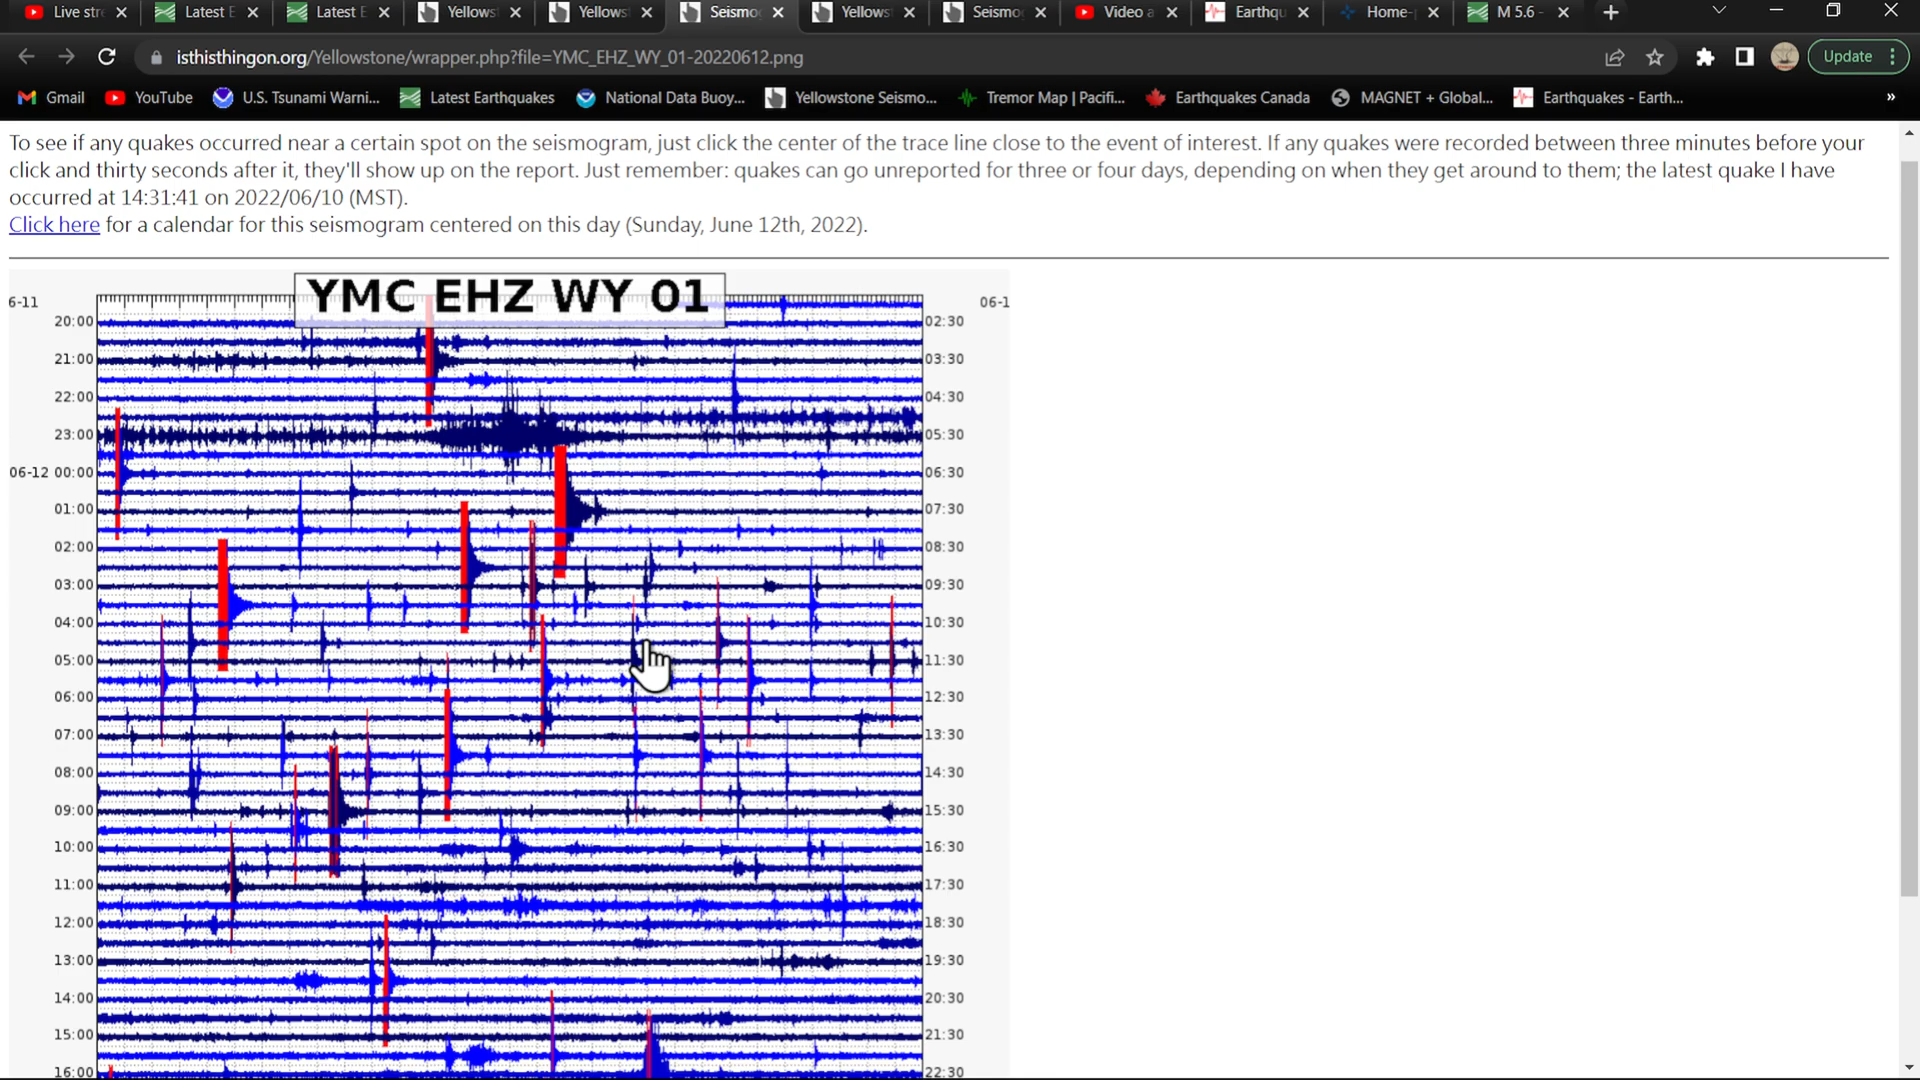 Live stre
Latest E
Latest E
Yellows
Yellows
Seismo
Yellows
Seismo
Video a
Earthqu
Home-
M 5.6 -
isthisthingon.org/Yellowstone/wrapper.php?file=YMC_EHZ_WY_01-20220612.png
Update
Gmail
YouTube
U.S. Tsunami Warni...
Latest Earthquakes
National Data Buoy...
Yellowstone Seismo...
Tremor Map | Pacifi...
Earthquakes Canada
MAGNET + Global...
Earthquakes - Earth...
»
To see if any quakes occurred near a certain spot on the seismogram, just click the center of the trace line close to the event of interest. If any quakes were recorded between three minutes before your
click and thirty seconds after it, they'll show up on the report. Just remember: quakes can go unreported for three or four days, depending on when they get around to them; the latest quake I have
occurred at 14:31:41 on 2022/06/10 (MST).
Click here for a calendar for this seismogram centered on this day (Sunday, June 12th, 2022).
YMC EHZ WY 01
6-11
06-1
20:00 02:30
21:00 03:30
22:00 04:30
23:00 05:30
06-12 00:00 06:30
01:00 07:30
02:00 08:30
03:00 09:30
04:00 10:30
05:00 11:30
06:00 12:30
07:00 13:30
08:00 14:30
09:00 15:30
10:00 16:30
11:00 17:30
12:00 18:30
13:00 19:30
14:00 20:30
15:00 21:30
16:00 22:30